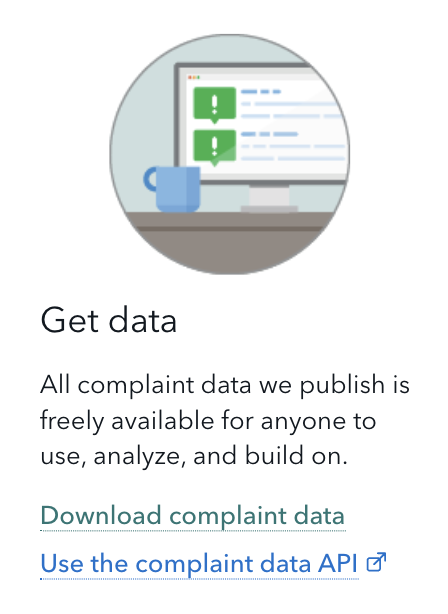 Get data
All complaint data we publish is
freely available for anyone to
use, analyze, and build on.
Download complaint data
Use the complaint data API